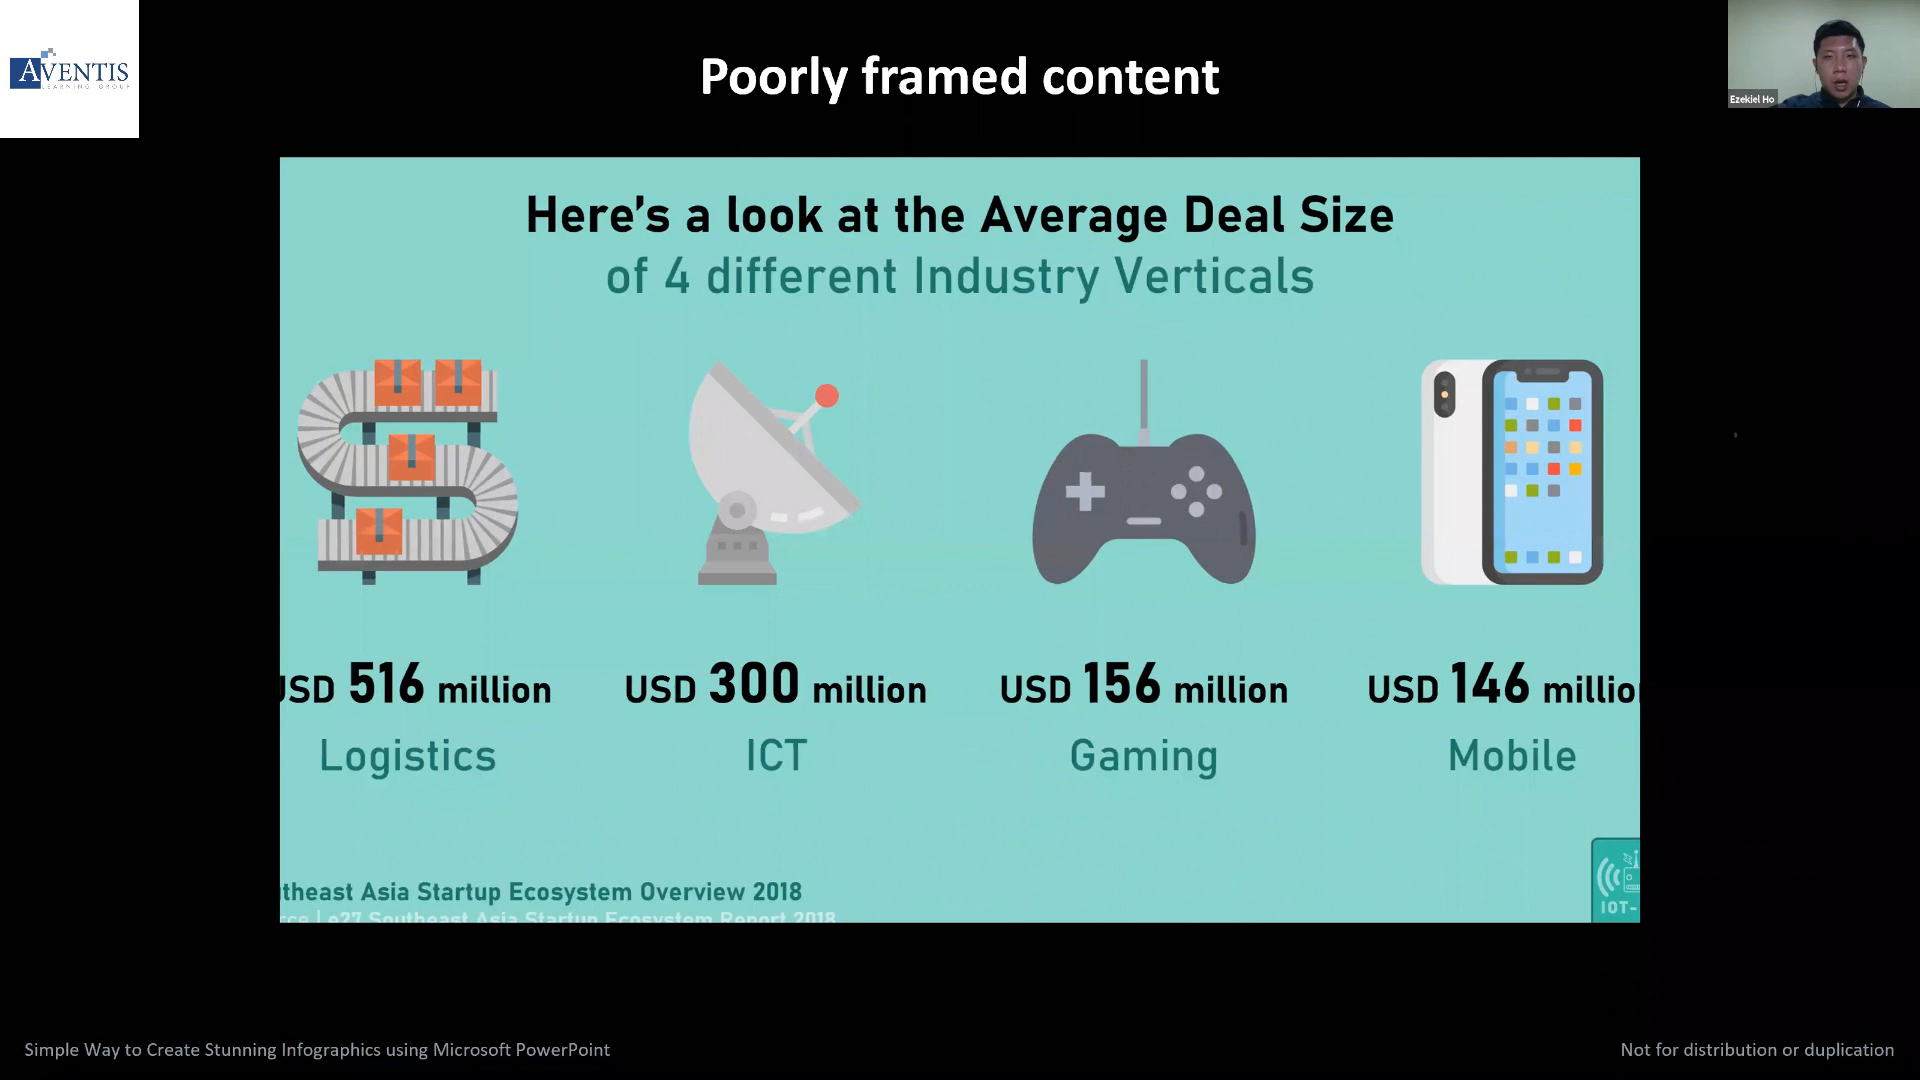 AVENTIS
LEARNING GROUP
Poorly framed content
Ezekiel Ho
Here's a look at the Average Deal Size
of 4 different Industry Verticals
USD 516 million
USD 300 million
USD 156 million
USD 146 million
Logistics
ICT
Gaming
Mobile
theast Asia Startup Ecosystem Overview 2018
rce | e27 Southeast Asia Startup Ecosystem Report 2018
IOT-
Simple Way to Create Stunning Infographics using Microsoft PowerPoint
Not for distribution or duplication